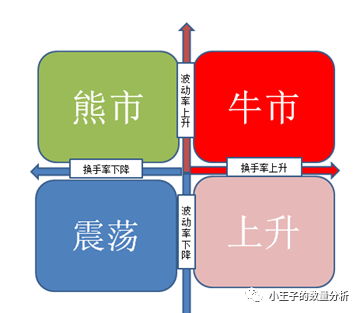 波动率上升
熊市
牛市
换手率下降
换手率上升
震荡
波动率下降
上升
小王子的数量分析